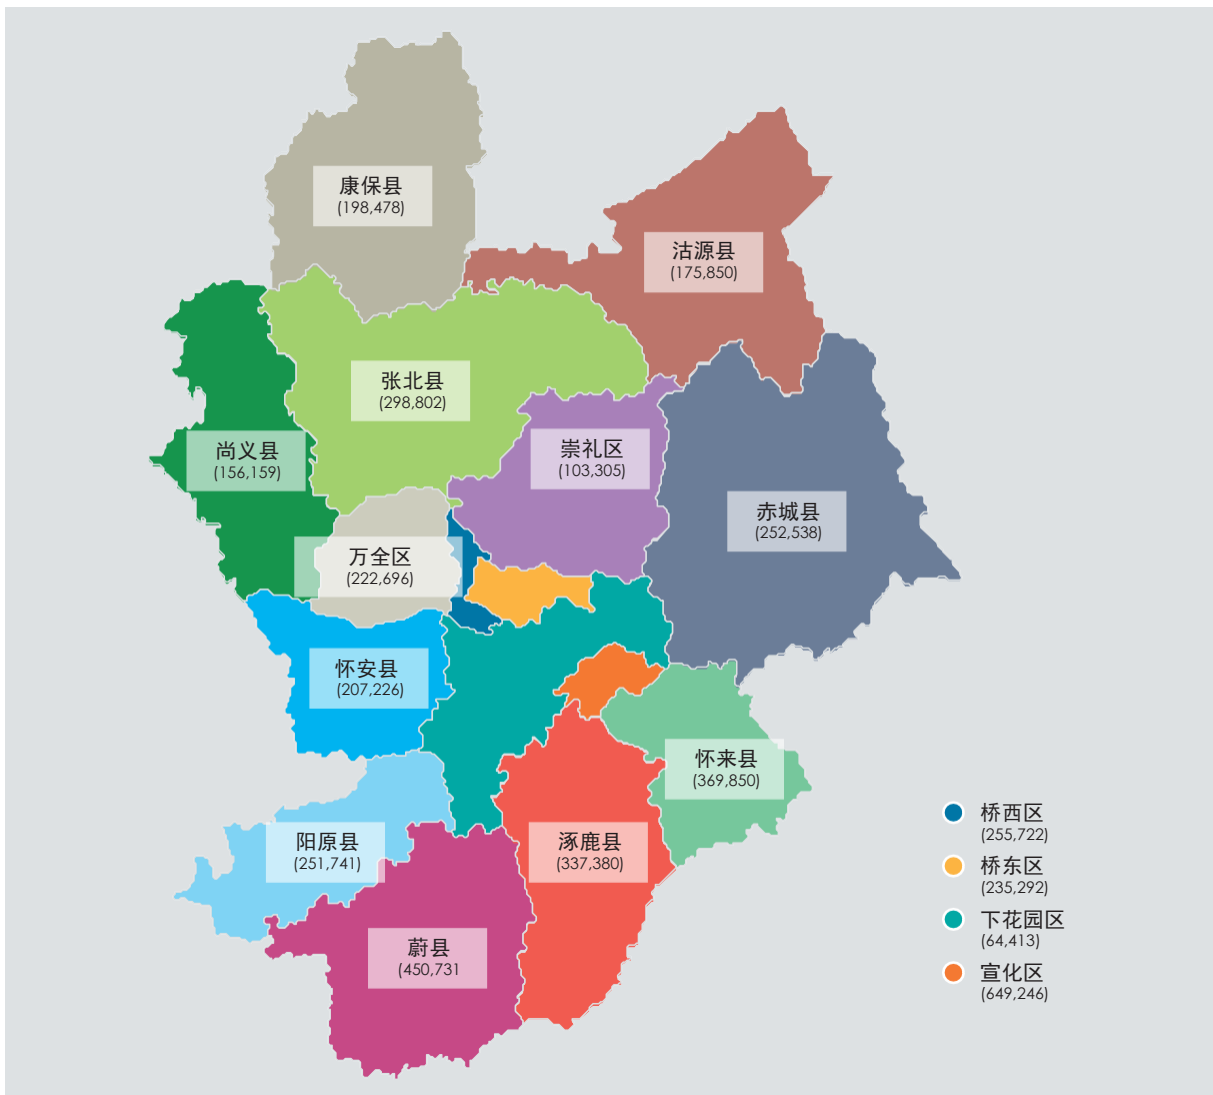 康保县
(198,478)
沽源县
(175,850)
张北县
(298,802)
尚义县
(156,159)
崇礼区
(103,305)
赤城县
(252,538)
万全区
(222,696)
怀安县
(207,226)
怀来县
(369,850)
阳原县
(251,741)
涿鹿县
(337,380)
蔚县
(450,731
桥西区
(255,722)
桥东区
(235,292)
下花园区
(64,413)
宣化区
(649,246)